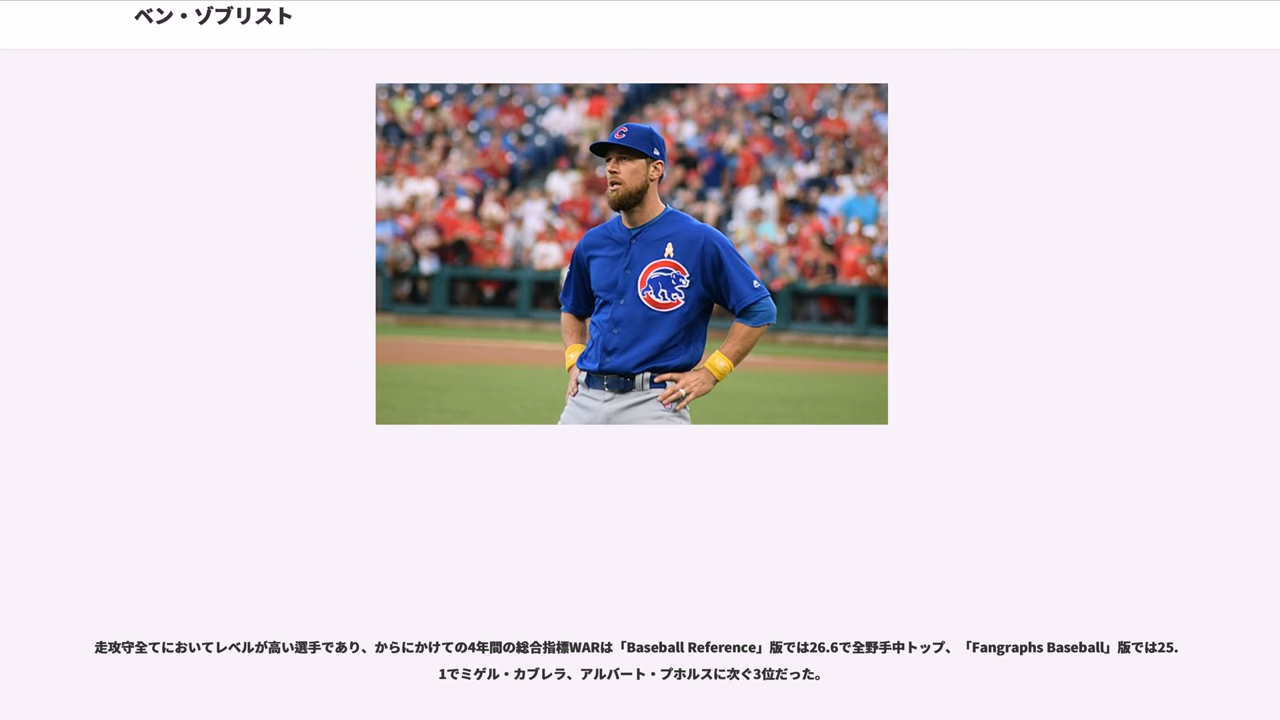 ベン・ゾブリスト
C
走攻守全てにおいてレベルが高い選手であり、からにかけての4年間の総合指標WARは「Baseball Reference」版では26.6で全野手中トップ、「Fangraphs Baseball」版では25.
1でミゲル・カブレラ、アルバート・プホルスに次ぐ3位だった。